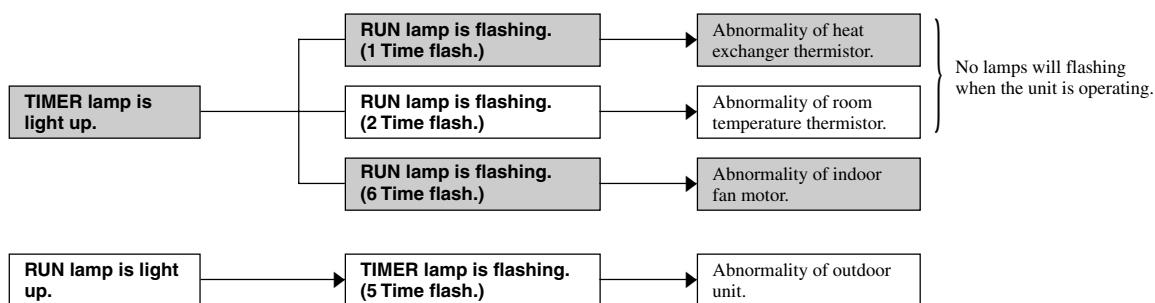 RUN lamp is flashing.
(1 Time flash.)
Abnormality of heat
exchanger thermistor.
No lamps will flashing
when the unit is operating.
TIMER lamp is
light up.
RUN lamp is flashing.
(2 Time flash.)
Abnormality of room
temperature thermistor.
RUN lamp is flashing.
(6 Time flash.)
Abnormality of indoor
fan motor.
RUN lamp is light
up.
TIMER lamp is flashing.
(5 Time flash.)
Abnormality of outdoor
unit.